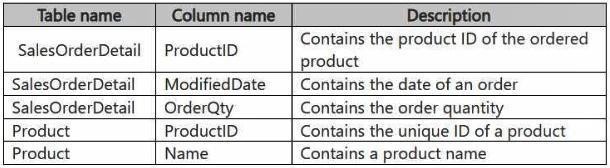 Table name Column name Description
SalesOrderDetail ProductID Contains the product ID of the ordered
product
SalesOrderDetail ModifiedDate Contains the date of an order
SalesOrderDetail OrderQty Contains the order quantity
Product ProductID Contains the unique ID of a product
Product Name Contains a product name